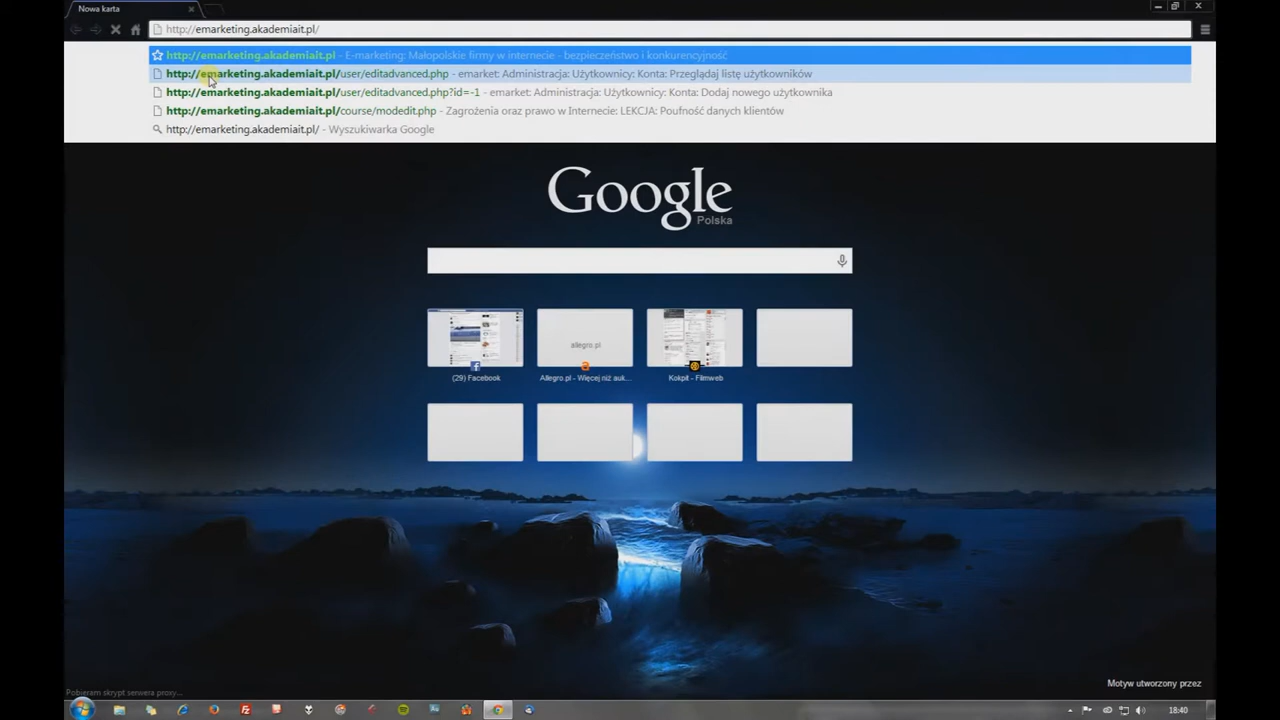 Nowa karta
http://emarketing.akademiait.pl/
http://emarketing.akademiait.pl - E-marketing: Małopolskie firmy w internecie - bezpieczeństwo i konkurencyjność
http://emarketing.akademiait.pl/user/editadvanced.php - emarket: Administracja: Użytkownicy: Konta: Przeglądaj listę użytkowników
http://emarketing.akademiait.pl/user/editadvanced.php?id=-1 - emarket: Administracja: Użytkownicy: Konta: Dodaj nowego użytkownika
http://emarketing.akademiait.pl/course/modedit.php - Zagrożenia oraz prawo w Internecie: LEKCJA: Poufność danych klientów
http://emarketing.akademiait.pl/ - Wyszukiwarka Google
Google
Polska
allegro.pl
(29) Facebook
Allegro.pl - Więcej niż auk...
Kokpit - Filmweb
Motyw utworzony przez
Pobieram skrypt serwera proxy...
18:40